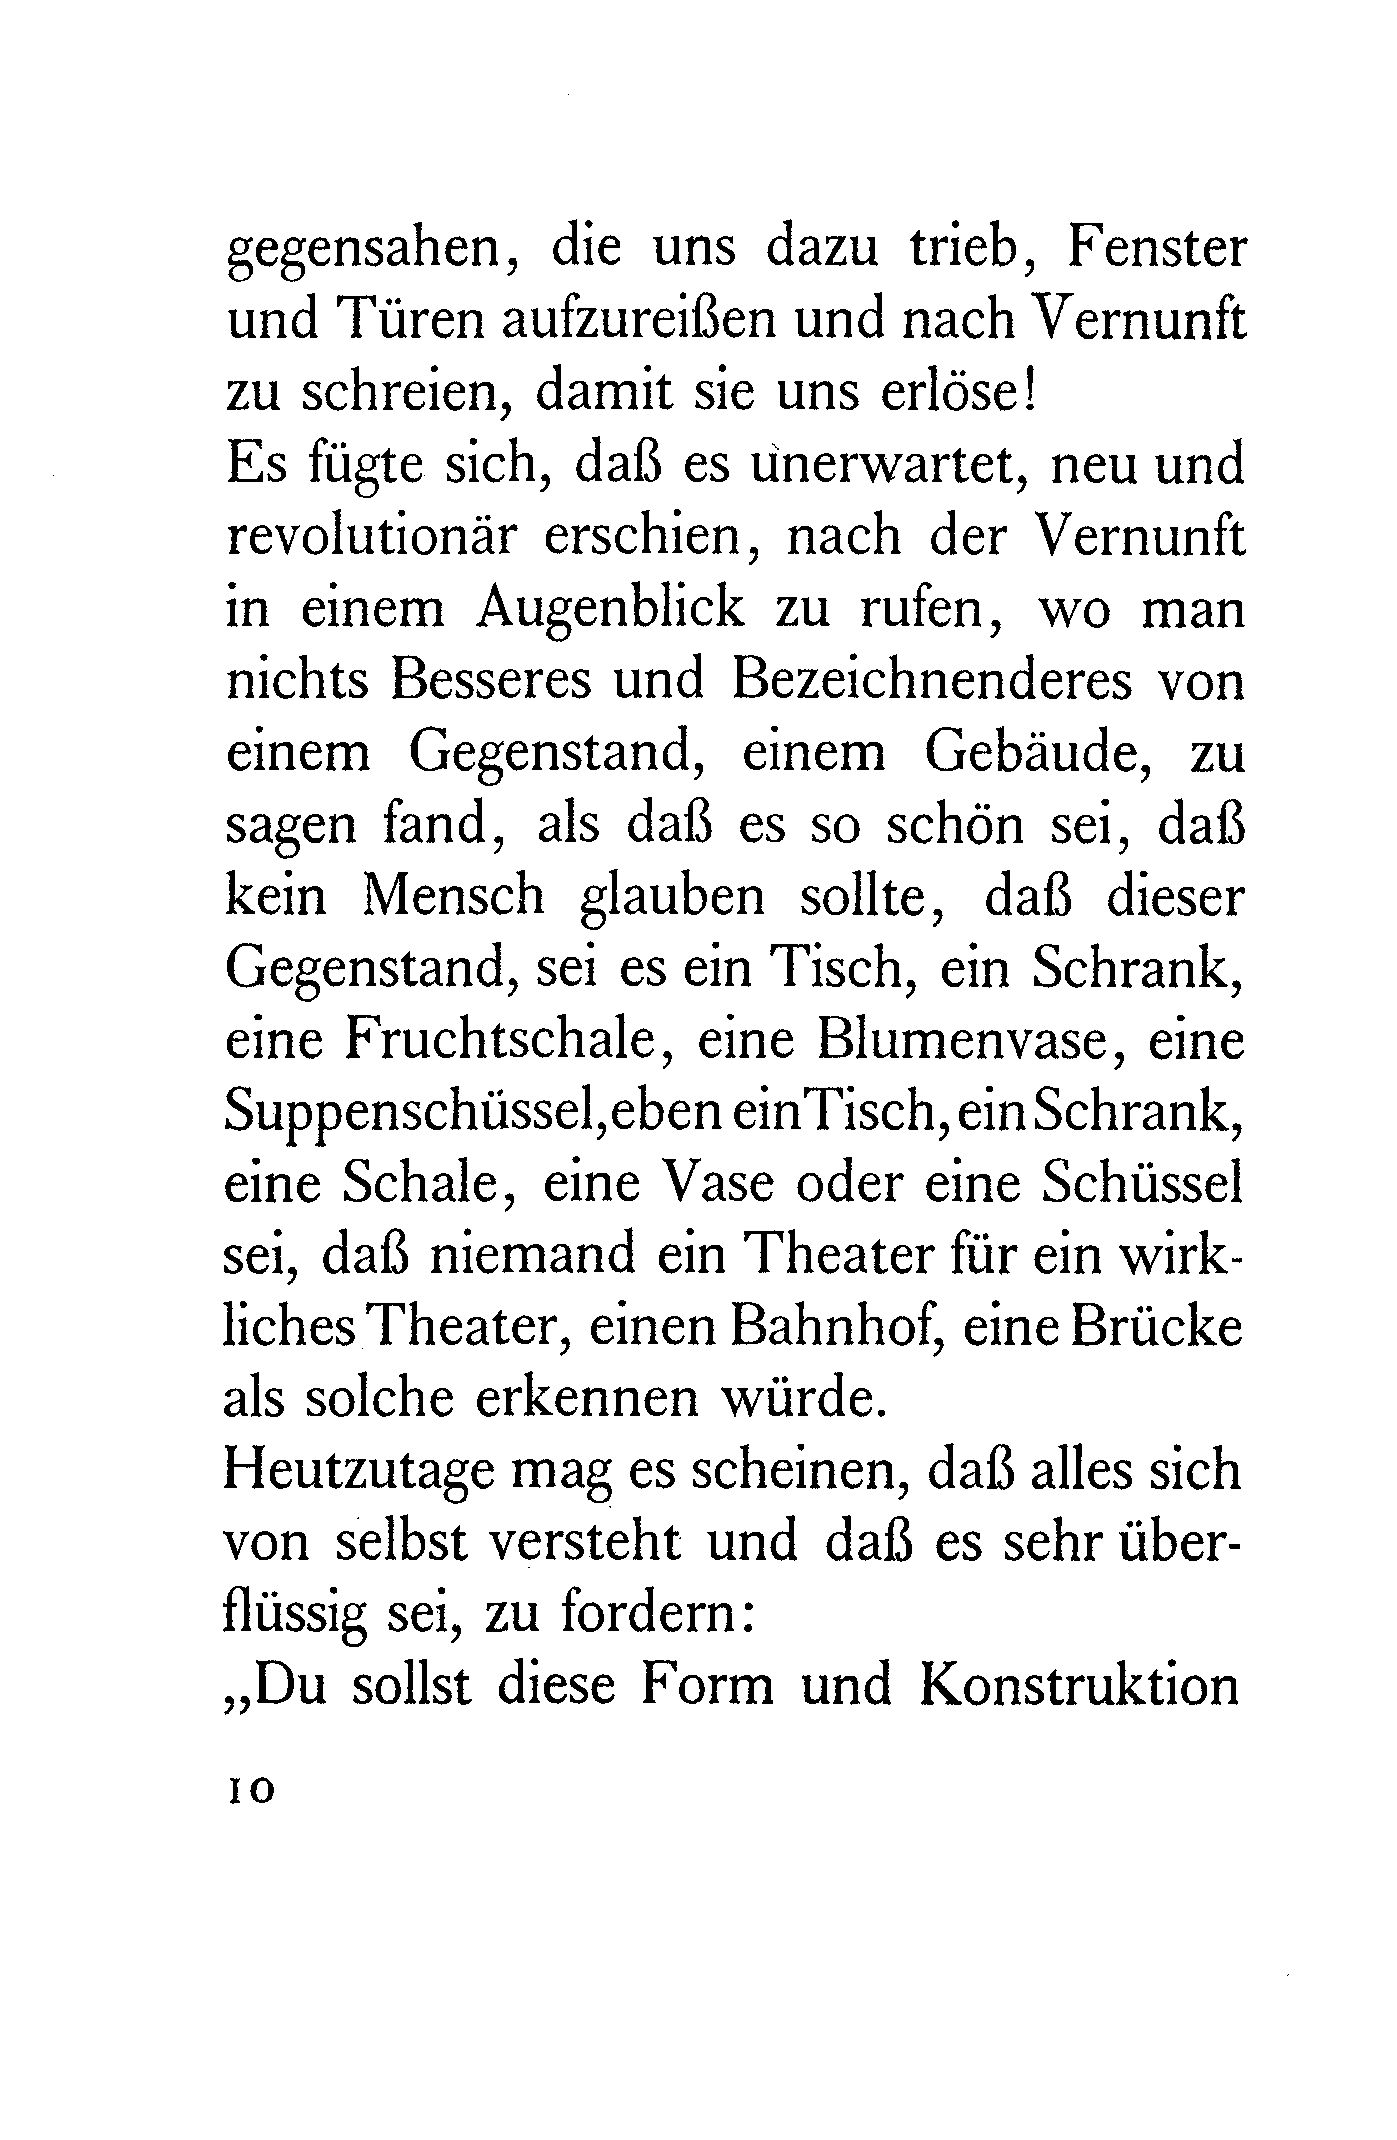 gegensahen, die uns dazu trieb, Fenster
und Türen aufzureißen und nach Vernunft
zu schreien, damit sie uns erlöse!
Es fügte sich, daß es unerwartet, neu und
revolutionär erschien, nach der Vernunft
in einem Augenblick zu rufen, wo man
nichts Besseres und Bezeichnenderes von
einem Gegenstand, einem Gebäude, zu
sagen fand, als daß es so schön sei, daß
kein Mensch glauben sollte, daß dieser
Gegenstand, sei es ein Tisch, ein Schrank,
eine Fruchtschale, eine Blumenvase, eine
Suppenschüssel, eben ein Tisch, ein Schrank,
eine Schale, eine Vase oder eine Schüssel
sei, daß niemand ein Theater für ein wirk-
liches Theater, einen Bahnhof, eine Brücke
als solche erkennen würde.
Heutzutage mag es scheinen, daß alles sich
von selbst versteht und daß es sehr über-
flüssig sei, zu fordern:
„Du sollst diese Form und Konstruktion
10